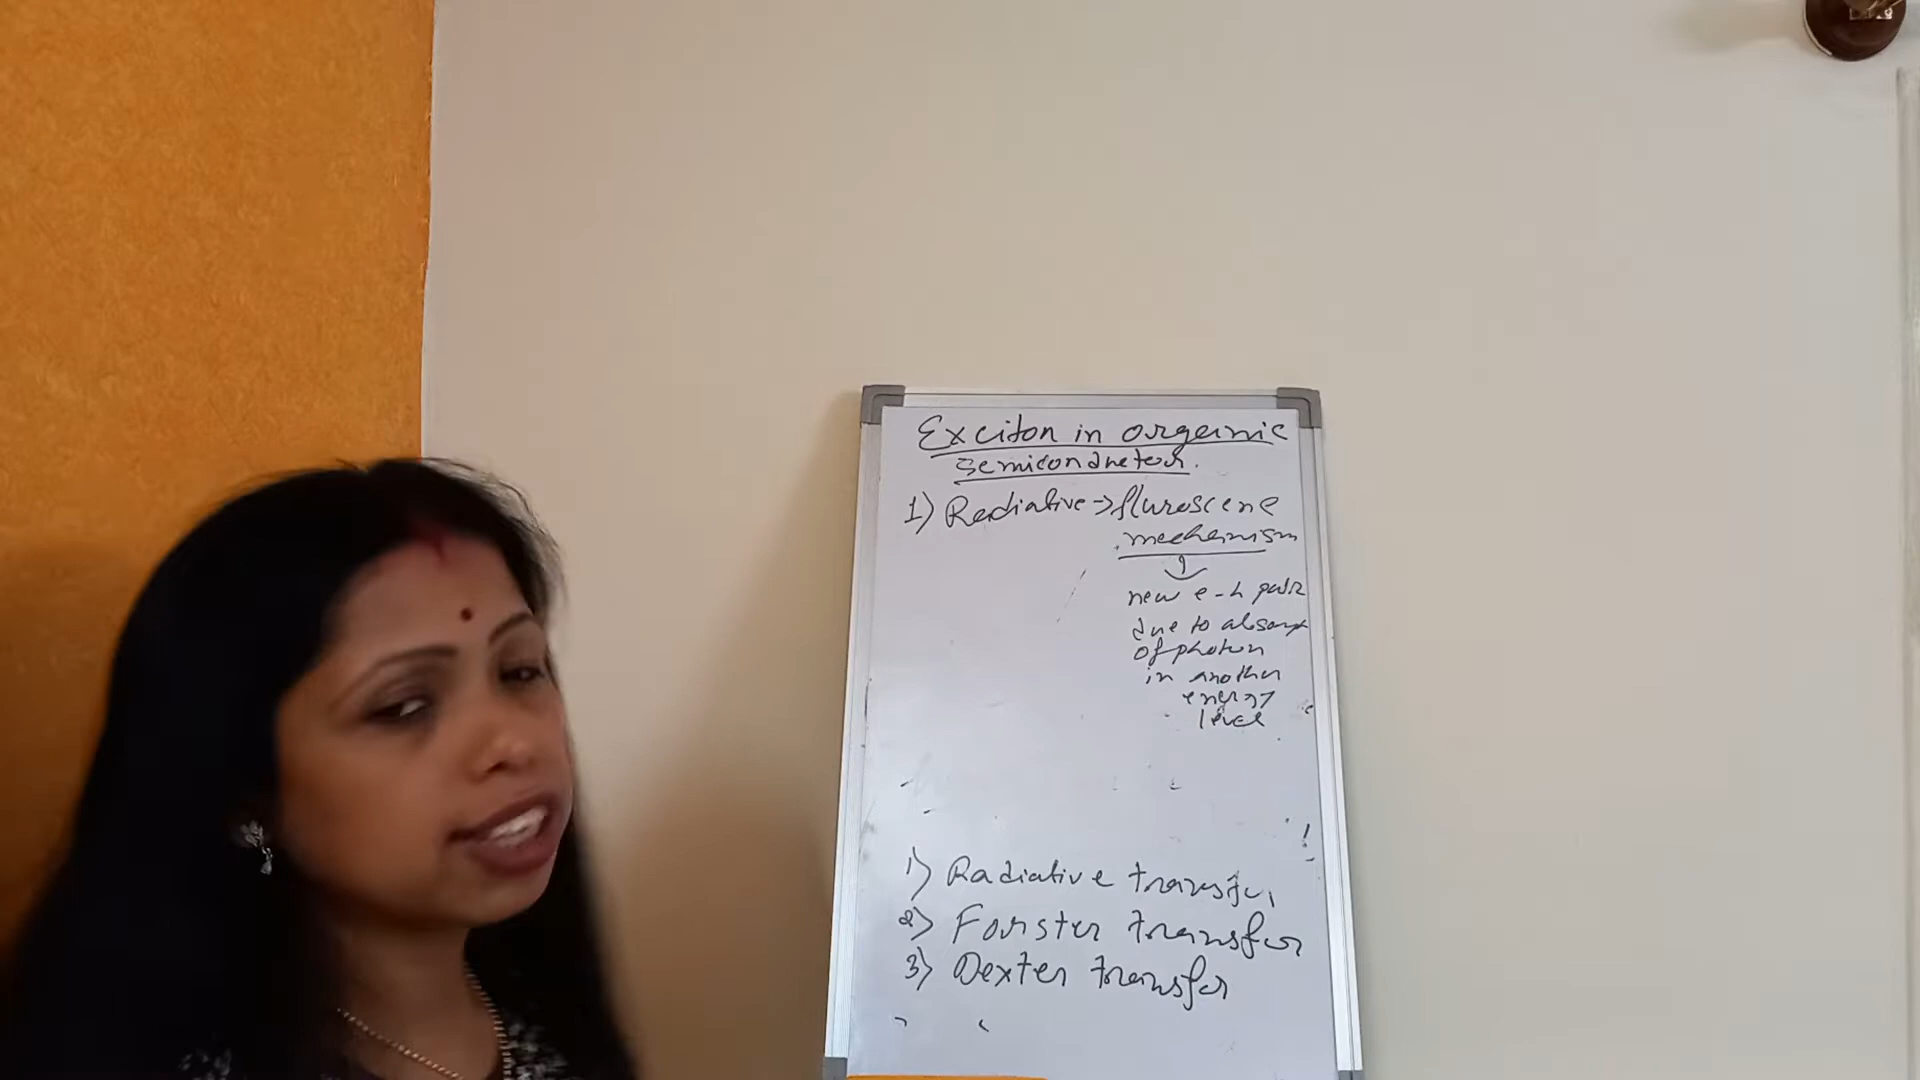 Exciton in organic
semiconductor.
1) Radiative → fluroscene
mechanism
new e-h pair
due to absorp
of photon
in another
energy
level
1) Radiative transfer
2) Forster transfer
3) Dexter transfer